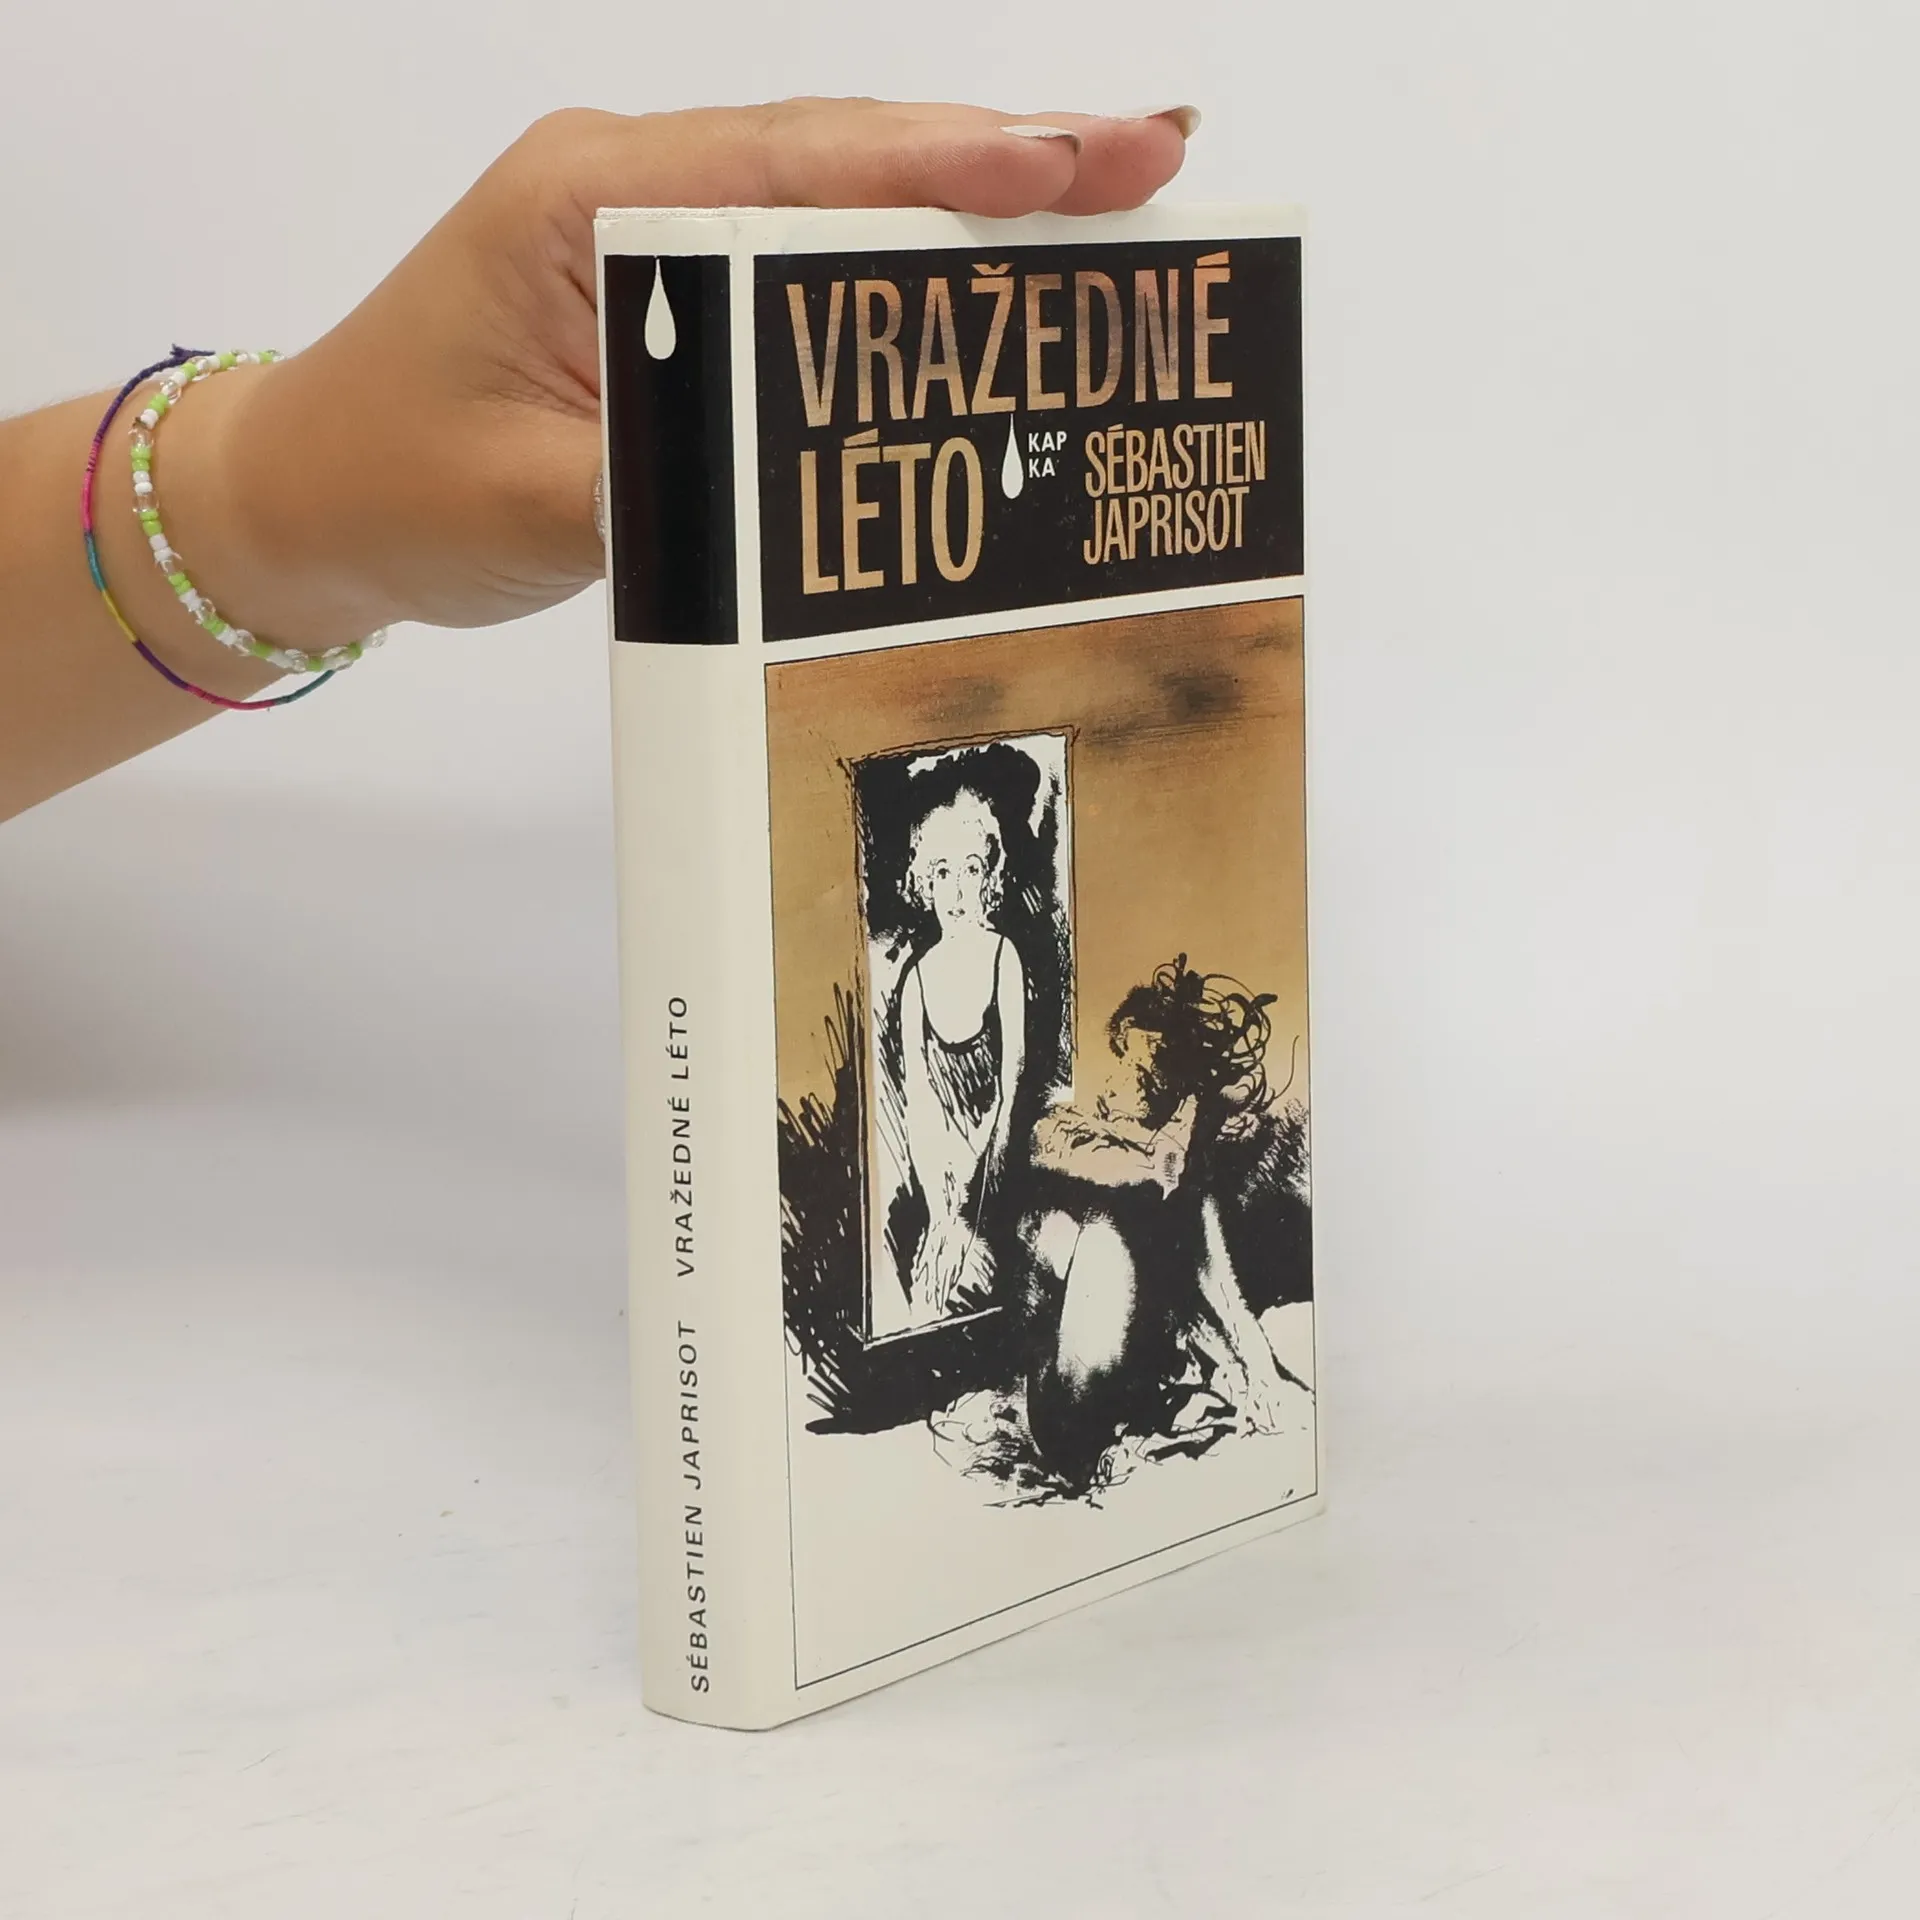 VRAŽEDNÉ
LÉTO
KAP
KA
SÉBASTIEN
JAPRISOT
SÉBASTIEN JAPRISOT VRAŽEDNÉ LÉTO